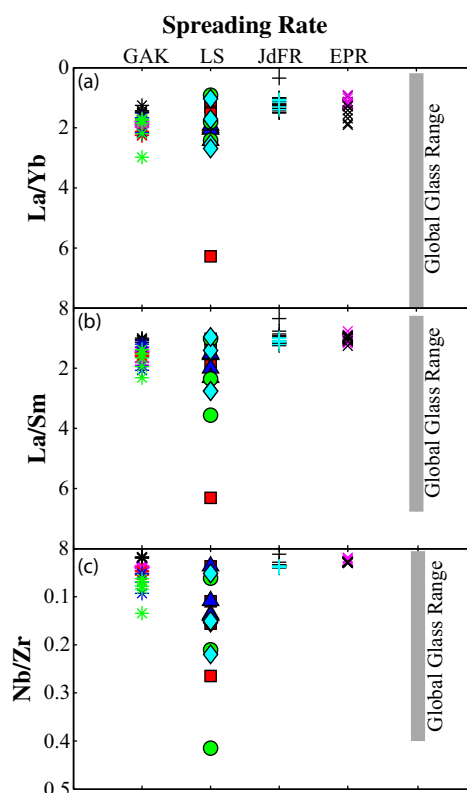 Spreading Rate
GAK LS JdFR EPR
0
(a)
2
La/Yb
4
6
Global Glass Range
8
(b)
2
La/Sm
4
6
Global Glass Range
8
(c)
0.1
0.2
Nb/Zr
0.3
0.4
0.5
Global Glass Range